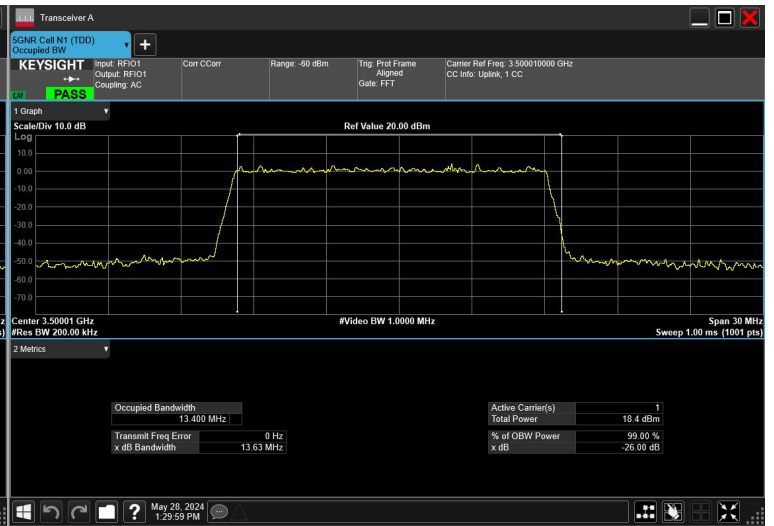 Transceiver A
5GNR Cell N1 (TDD)
Occupied BW
+
KEYSIGHT
LXI
PASS
Input: RFIO1
Output: RFIO1
Coupling: AC
Corr CCorr
Range: -60 dBm
Trig: Prot Frame
Aligned
Gate: FFT
Carrier Ref Freq: 3.500010000 GHz
CC Info: Uplink, 1 CC
1 Graph
Scale/Div 10.0 dB
Ref Value 20.00 dBm
Log
10.0
0.00
-10.0
-20.0
-30.0
-40.0
-50.0
-60.0
-70.0
Center 3.50001 GHz
#Video BW 1.0000 MHz
Span 30 MHz
#Res BW 200.00 kHz
Sweep 1.00 ms (1001 pts)
2 Metrics
Occupied Bandwidth
13.400 MHz
Transmit Freq Error 0 Hz
x dB Bandwidth 13.63 MHz
Active Carrier(s) 1
Total Power 18.4 dBm
% of OBW Power 99.00 %
x dB -26.00 dB
?
May 28, 2024
1:29:59 PM